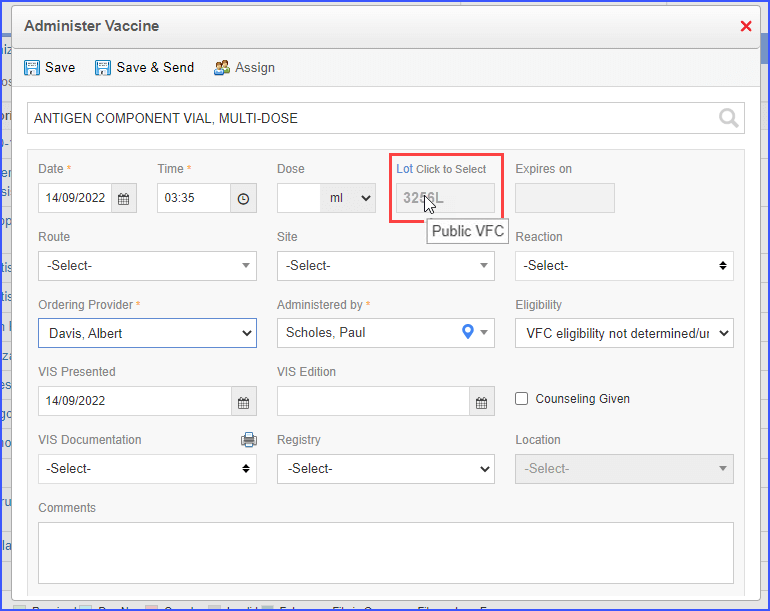 Administer Vaccine
Save Save & Send Assign
ANTIGEN COMPONENT VIAL, MULTI-DOSE
Date * Time * Dose Lot Click to Select Expires on
14/09/2022 03:35 ml 3256L
Public VFC
Route Site Reaction
-Select- -Select- -Select-
Ordering Provider * Administered by * Eligibility
Davis, Albert Scholes, Paul VFC eligibility not determined/ur
VIS Presented VIS Edition
14/09/2022 Counseling Given
VIS Documentation Registry Location
-Select- -Select- -Select-
Comments